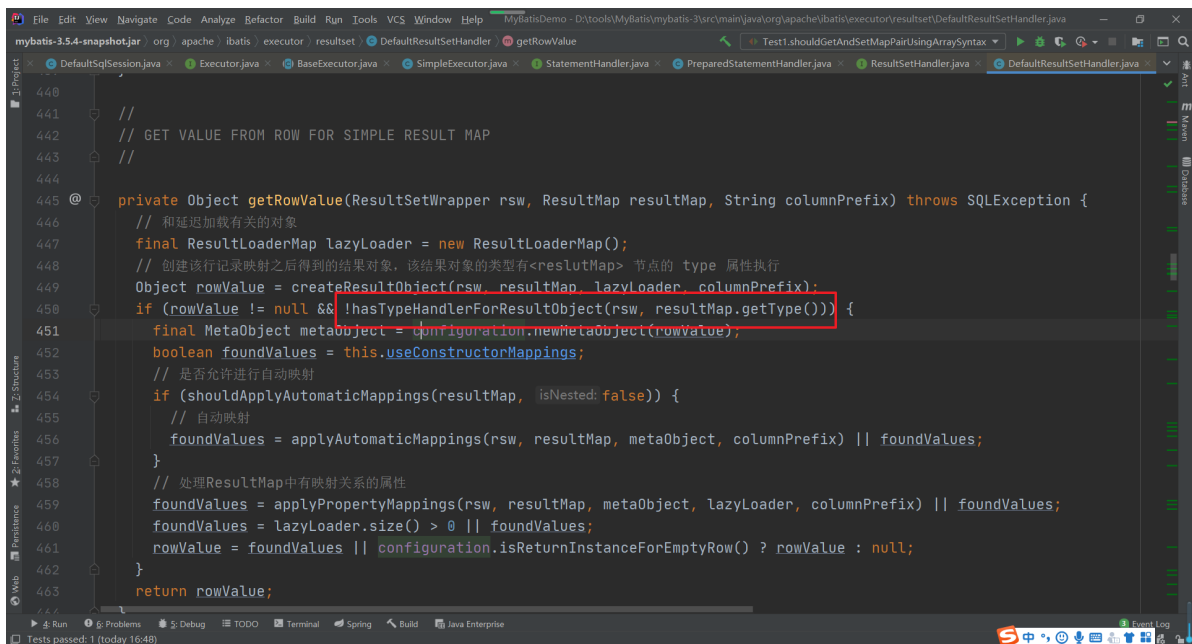 File Edit View Navigate Code Analyze Refactor Build Run Tools VCS Window Help MyBatisDemo - D:\tools\MyBatis\mybatis-3\src\main\java\org\apache\ibatis\executor\resultset\DefaultResultSetHandler.java
mybatis-3.5.4-snapshot.jar org apache ibatis executor resultset DefaultResultSetHandler getRowValue Test1.shouldGetAndSetMapPairUsingArraySyntax
DefaultSqlSession.java Executor.java BaseExecutor.java SimpleExecutor.java StatementHandler.java PreparedStatementHandler.java ResultSetHandler.java DefaultResultSetHandler.java
1: Project
Ant
Maven
Database
440
441 //
442 // GET VALUE FROM ROW FOR SIMPLE RESULT MAP
443 //
444
445 @ private Object getRowValue(ResultSetWrapper rsw, ResultMap resultMap, String columnPrefix) throws SQLException {
446 // 和延迟加载有关的对象
447 final ResultLoaderMap lazyLoader = new ResultLoaderMap();
448 // 创建该行记录映射之后得到的结果对象，该结果对象的类型有<reslutMap> 节点的 type 属性执行
449 Object rowValue = createResultObject(rsw, resultMap, lazyLoader, columnPrefix);
450 if (rowValue != null && !hasTypeHandlerForResultObject(rsw, resultMap.getType())) {
451 final MetaObject metaObject = configuration.newMetaObject(rowValue);
452 boolean foundValues = this.useConstructorMappings;
453 // 是否允许进行自动映射
454 if (shouldApplyAutomaticMappings(resultMap, isNested: false)) {
455 // 自动映射
456 foundValues = applyAutomaticMappings(rsw, resultMap, metaObject, columnPrefix) || foundValues;
457 }
458 // 处理ResultMap中有映射关系的属性
459 foundValues = applyPropertyMappings(rsw, resultMap, metaObject, lazyLoader, columnPrefix) || foundValues;
460 foundValues = lazyLoader.size() > 0 || foundValues;
461 rowValue = foundValues || configuration.isReturnInstanceForEmptyRow() ? rowValue : null;
462 }
463 return rowValue;
464 }
Z: Structure
2: Favorites
Persistence
Web
4: Run 6: Problems 5: Debug TODO Terminal Spring Build Java Enterprise 3 Event Log
Tests passed: 1 (today 16:48)
中